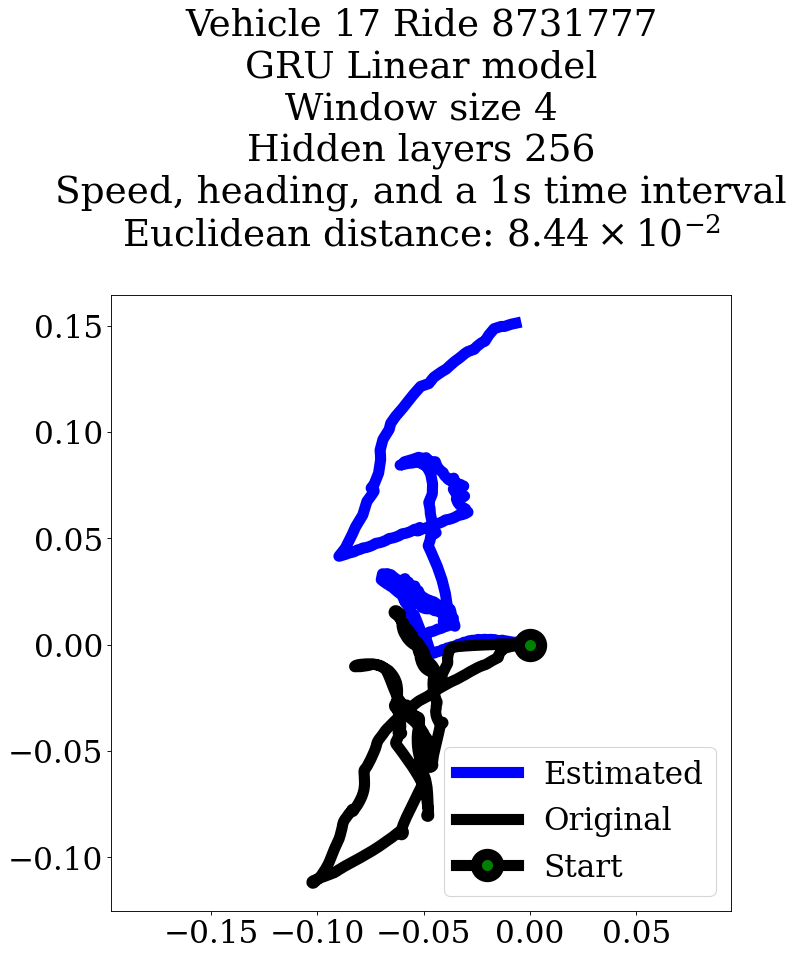 Vehicle 17 Ride 8731777
GRU Linear model
Window size 4
Hidden layers 256
Speed, heading, and a 1s time interval
Euclidean distance: 8.44 × 10⁻²
0.15
0.10
0.05
0.00
−0.05
−0.10
Estimated
Original
Start
−0.15 −0.10 −0.05 0.00 0.05